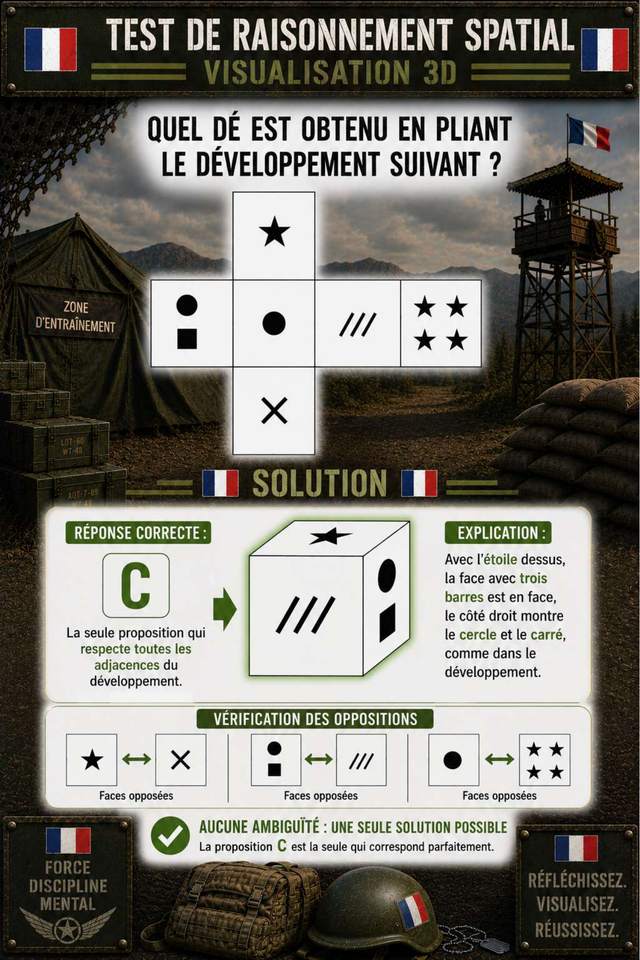 TEST DE RAISONNEMENT SPATIAL
VISUALISATION 3D
QUEL DÉ EST OBTENU EN PLIANT
LE DÉVELOPPEMENT SUIVANT ?
ZONE
D'ENTRAÎNEMENT
SOLUTION
RÉPONSE CORRECTE :
C
La seule proposition qui
respecte toutes les
adjacences du
développement.
EXPLICATION :
Avec l'étoile dessus,
la face avec trois
barres est en face,
le côté droit montre
le cercle et le carré,
comme dans le
développement.
VÉRIFICATION DES OPPOSITIONS
Faces opposées
Faces opposées
Faces opposées
AUCUNE AMBIGUÏTÉ : UNE SEULE SOLUTION POSSIBLE
La proposition C est la seule qui correspond parfaitement.
FORCE
DISCIPLINE
MENTAL
RÉFLÉCHISSEZ.
VISUALISEZ.
RÉUSSISSEZ.